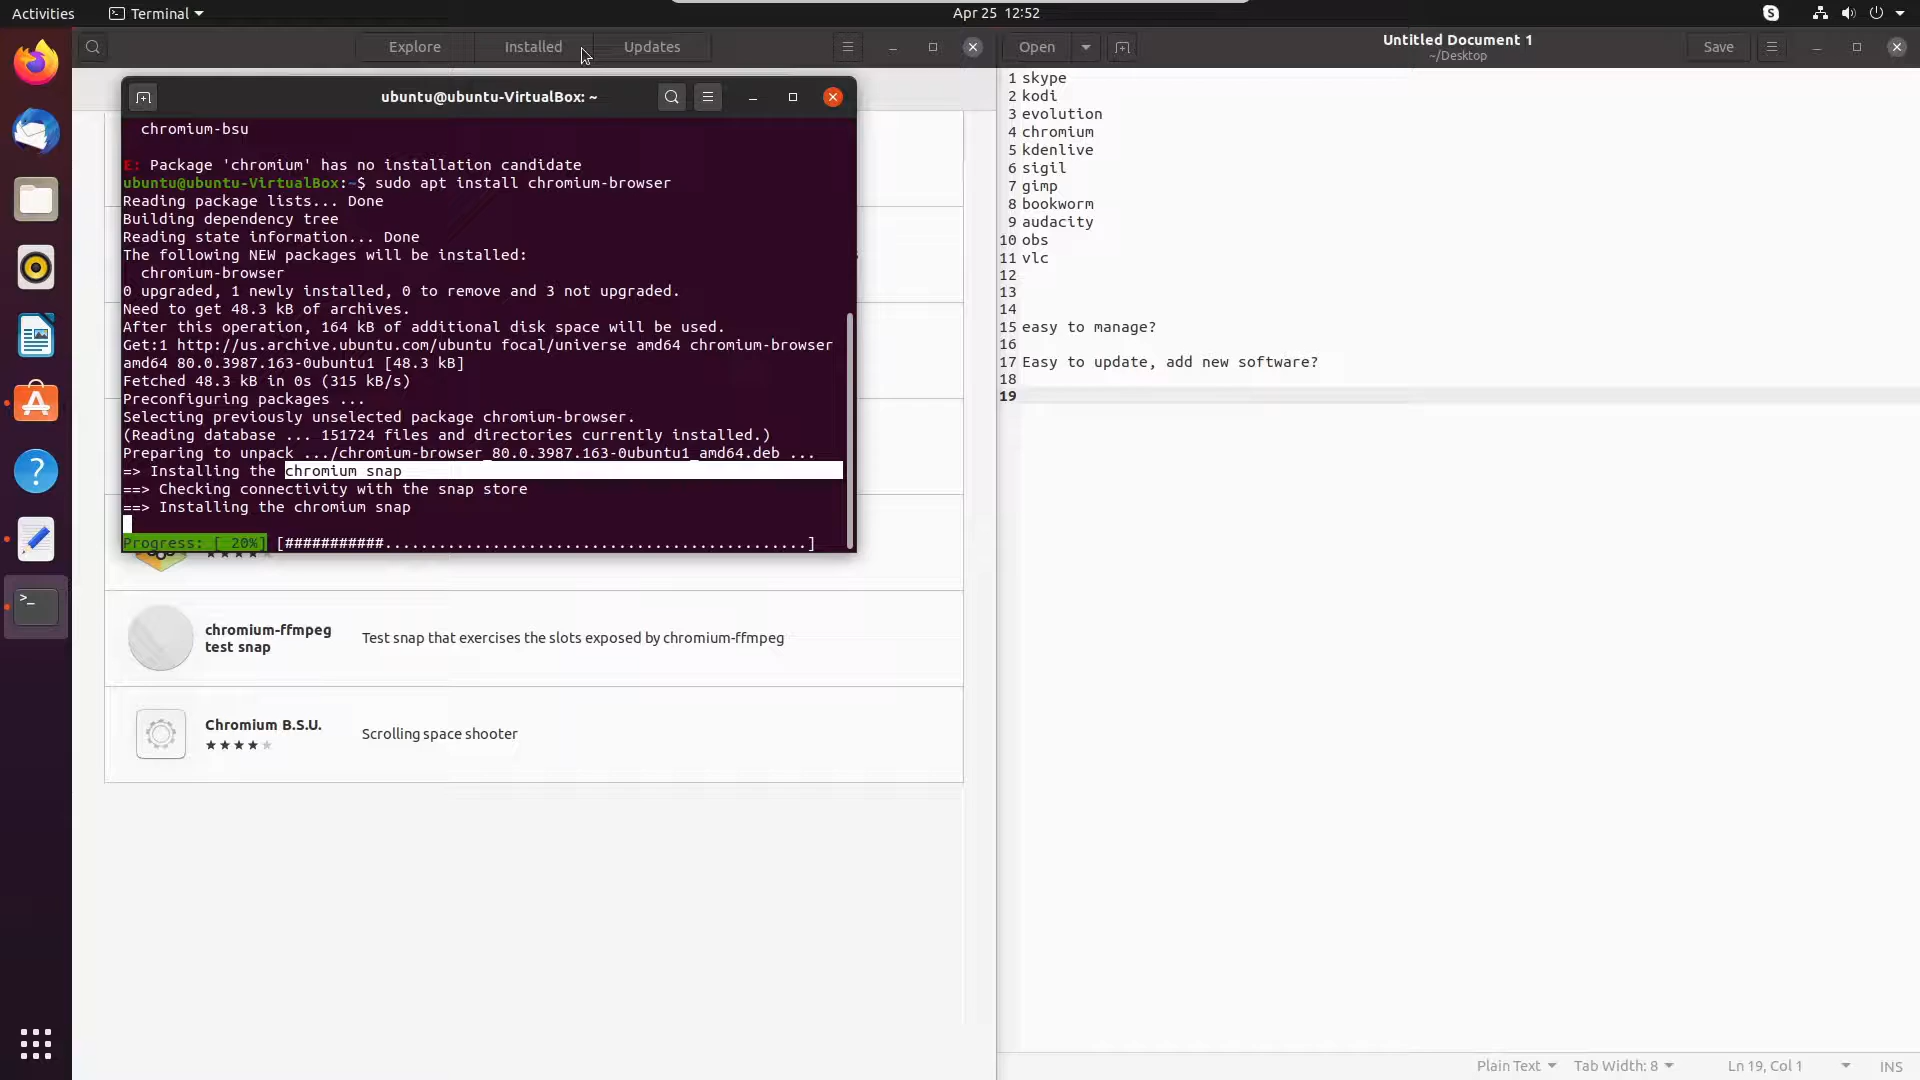 Activities
Terminal
Apr 25  12:52
Explore
Installed
Updates
ubuntu@ubuntu-VirtualBox: ~
chromium-bsu
E: Package 'chromium' has no installation candidate
ubuntu@ubuntu-VirtualBox:~$ sudo apt install chromium-browser
Reading package lists... Done
Building dependency tree
Reading state information... Done
The following NEW packages will be installed:
chromium-browser
0 upgraded, 1 newly installed, 0 to remove and 3 not upgraded.
Need to get 48.3 kB of archives.
After this operation, 164 kB of additional disk space will be used.
Get:1 http://us.archive.ubuntu.com/ubuntu focal/universe amd64 chromium-browser
amd64 80.0.3987.163-0ubuntu1 [48.3 kB]
Fetched 48.3 kB in 0s (315 kB/s)
Preconfiguring packages ...
Selecting previously unselected package chromium-browser.
(Reading database ... 151724 files and directories currently installed.)
Preparing to unpack .../chromium-browser_80.0.3987.163-0ubuntu1_amd64.deb ...
=> Installing the chromium snap
==> Checking connectivity with the snap store
==> Installing the chromium snap
Progress: [ 20%] [###########...............................................]
chromium-ffmpeg
test snap
Test snap that exercises the slots exposed by chromium-ffmpeg
Chromium B.S.U.
Scrolling space shooter
Open
Untitled Document 1
~/Desktop
Save
1 skype
2 kodi
3 evolution
4 chromium
5 kdenlive
6 sigil
7 gimp
8 bookworm
9 audacity
10 obs
11 vlc
12
13
14
15 easy to manage?
16
17 Easy to update, add new software?
18
19
Plain Text
Tab Width: 8
Ln 19, Col 1
INS